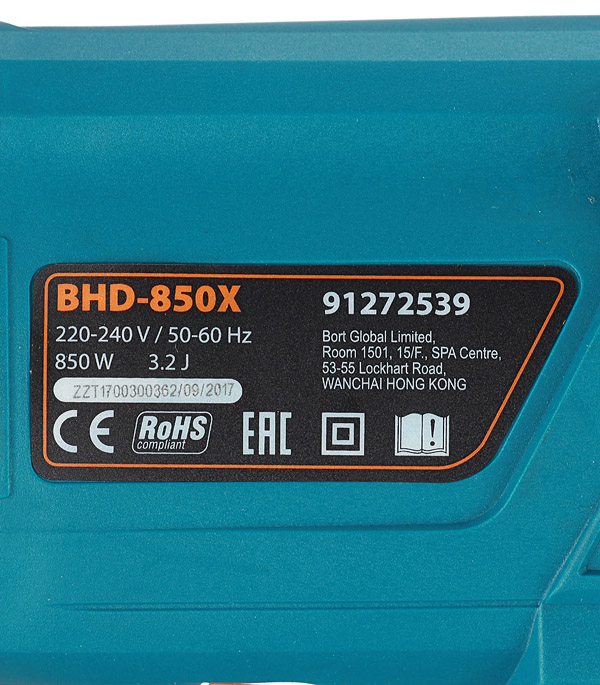 BHD-850X
220-240 V / 50-60 Hz
850 W 3.2 J
ZZT1700300362/09/2017
CE
RoHS
compliant
EAC
91272539
Bort Global Limited,
Room 1501, 15/F., SPA Centre,
53-55 Lockhart Road,
WANCHAI HONG KONG